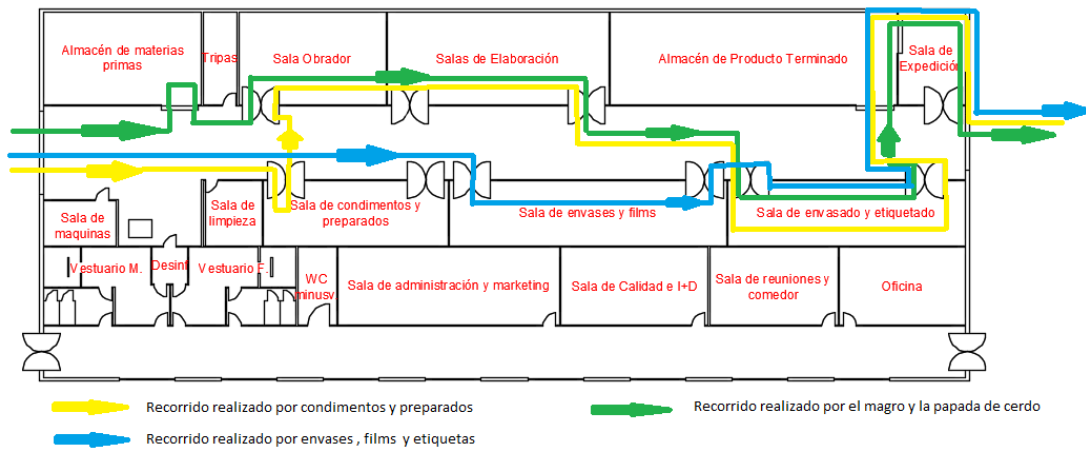 Almacén de materias
primas
Tripas
Sala Obrador
Salas de Elaboración
Almacén de Producto Terminado
Sala de
Expedición
Sala de
maquinas
Sala de
limpieza
Sala de condimentos y
preparados
Sala de envases y films
Sala de envasado y etiquetado
Vestuario M.
Desinf
Vestuario F.
WC
minusv.
Sala de administración y marketing
Sala de Calidad e I+D
Sala de reuniones y
comedor
Oficina
Recorrido realizado por condimentos y preparados
Recorrido realizado por el magro y la papada de cerdo
Recorrido realizado por envases , films y etiquetas